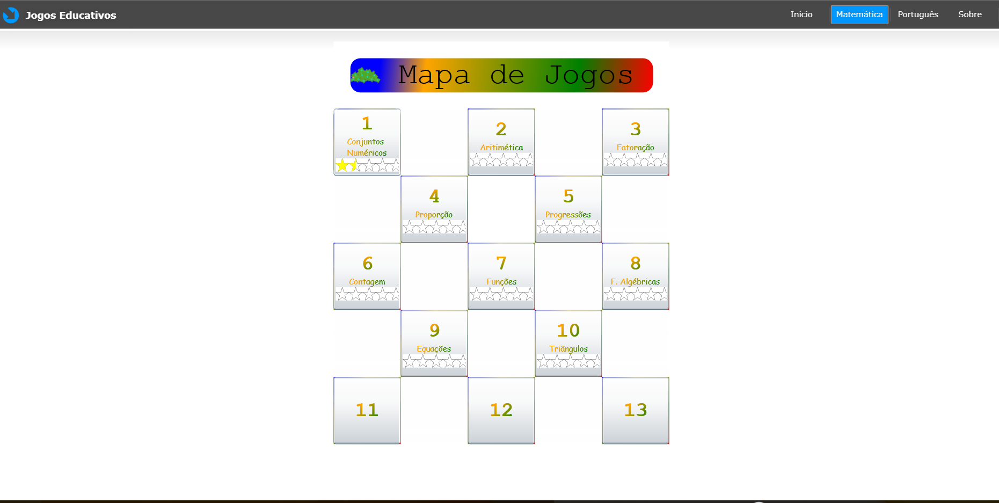 Jogos Educativos
Início
Matemática
Português
Sobre
Mapa de Jogos
1
Conjuntos
Numéricos
2
Aritimética
3
Fatoração
4
Proporção
5
Progressões
6
Contagem
7
Funções
8
F. Algébricas
9
Equações
10
Triângulos
11
12
13